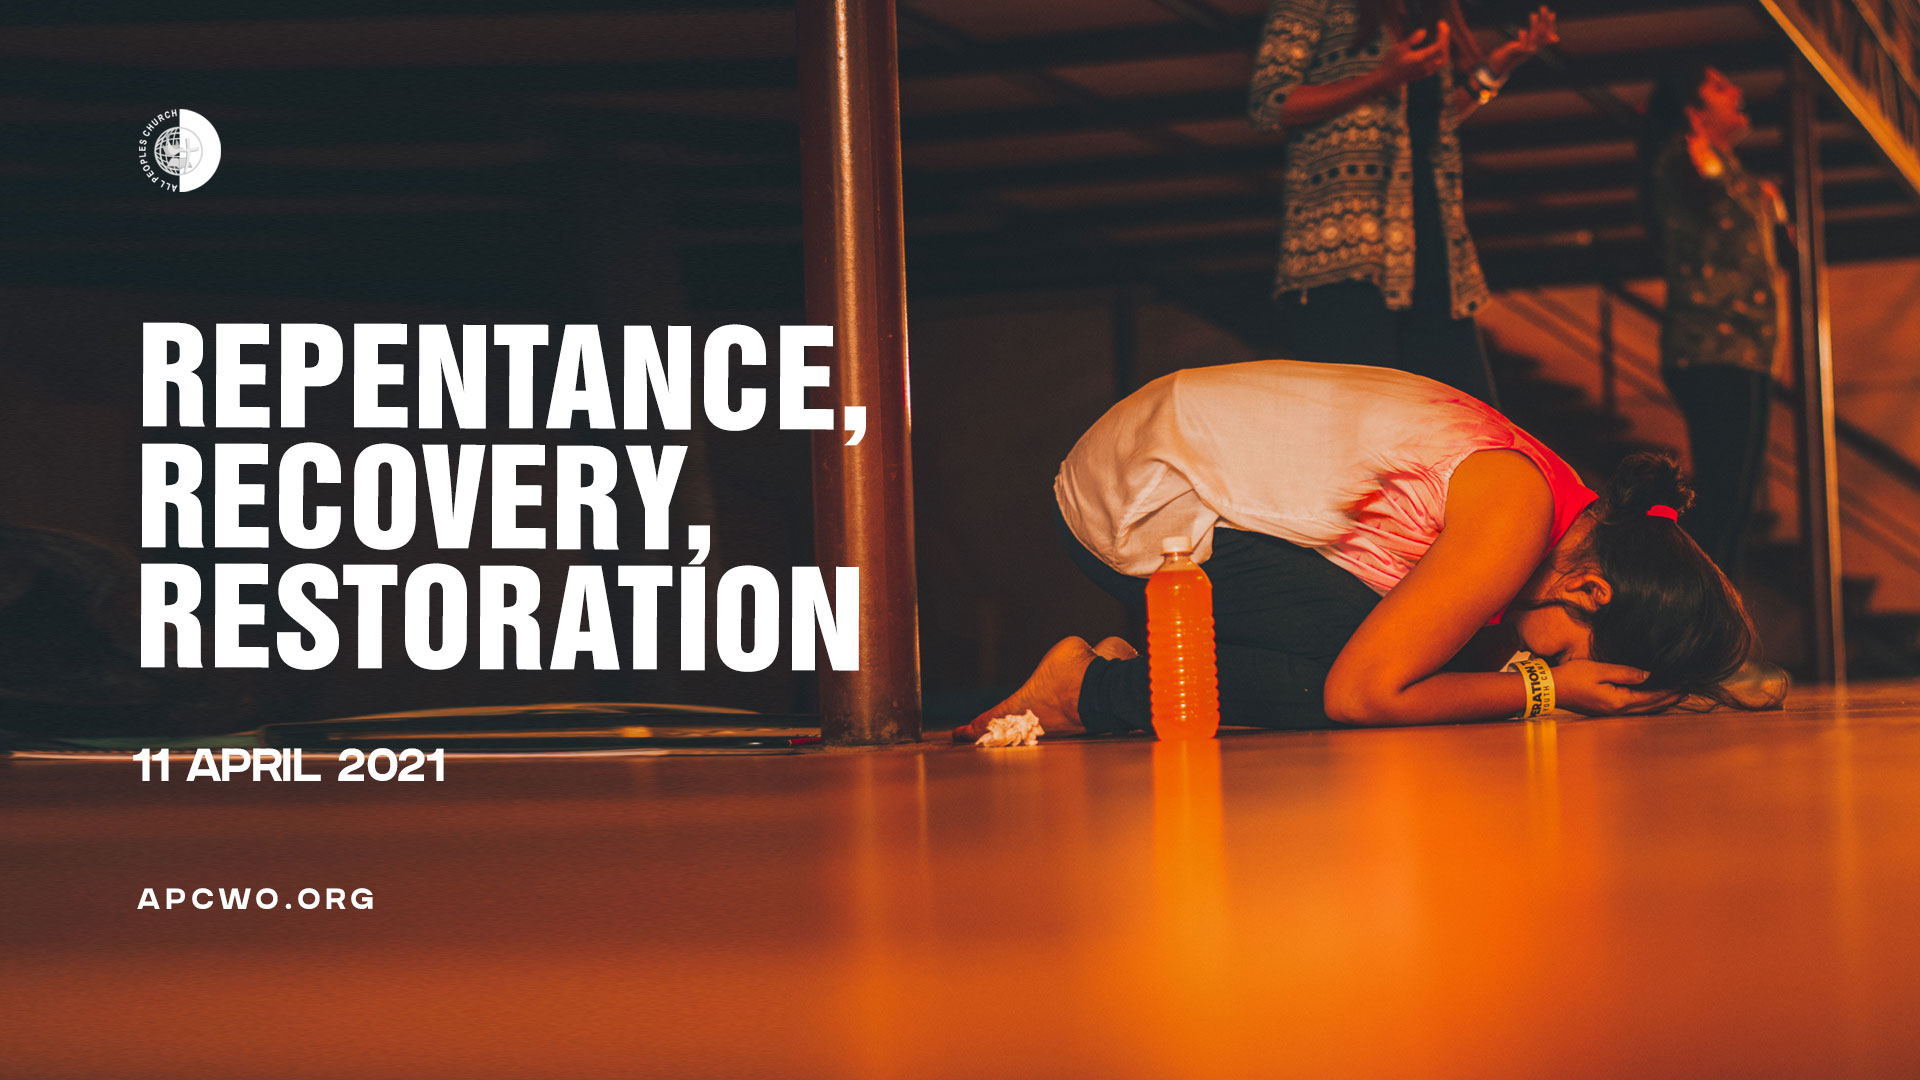 ALL PEOPLES CHURCH
REPENTANCE,
RECOVERY,
RESTORATION
11 APRIL 2021
APCWO.ORG